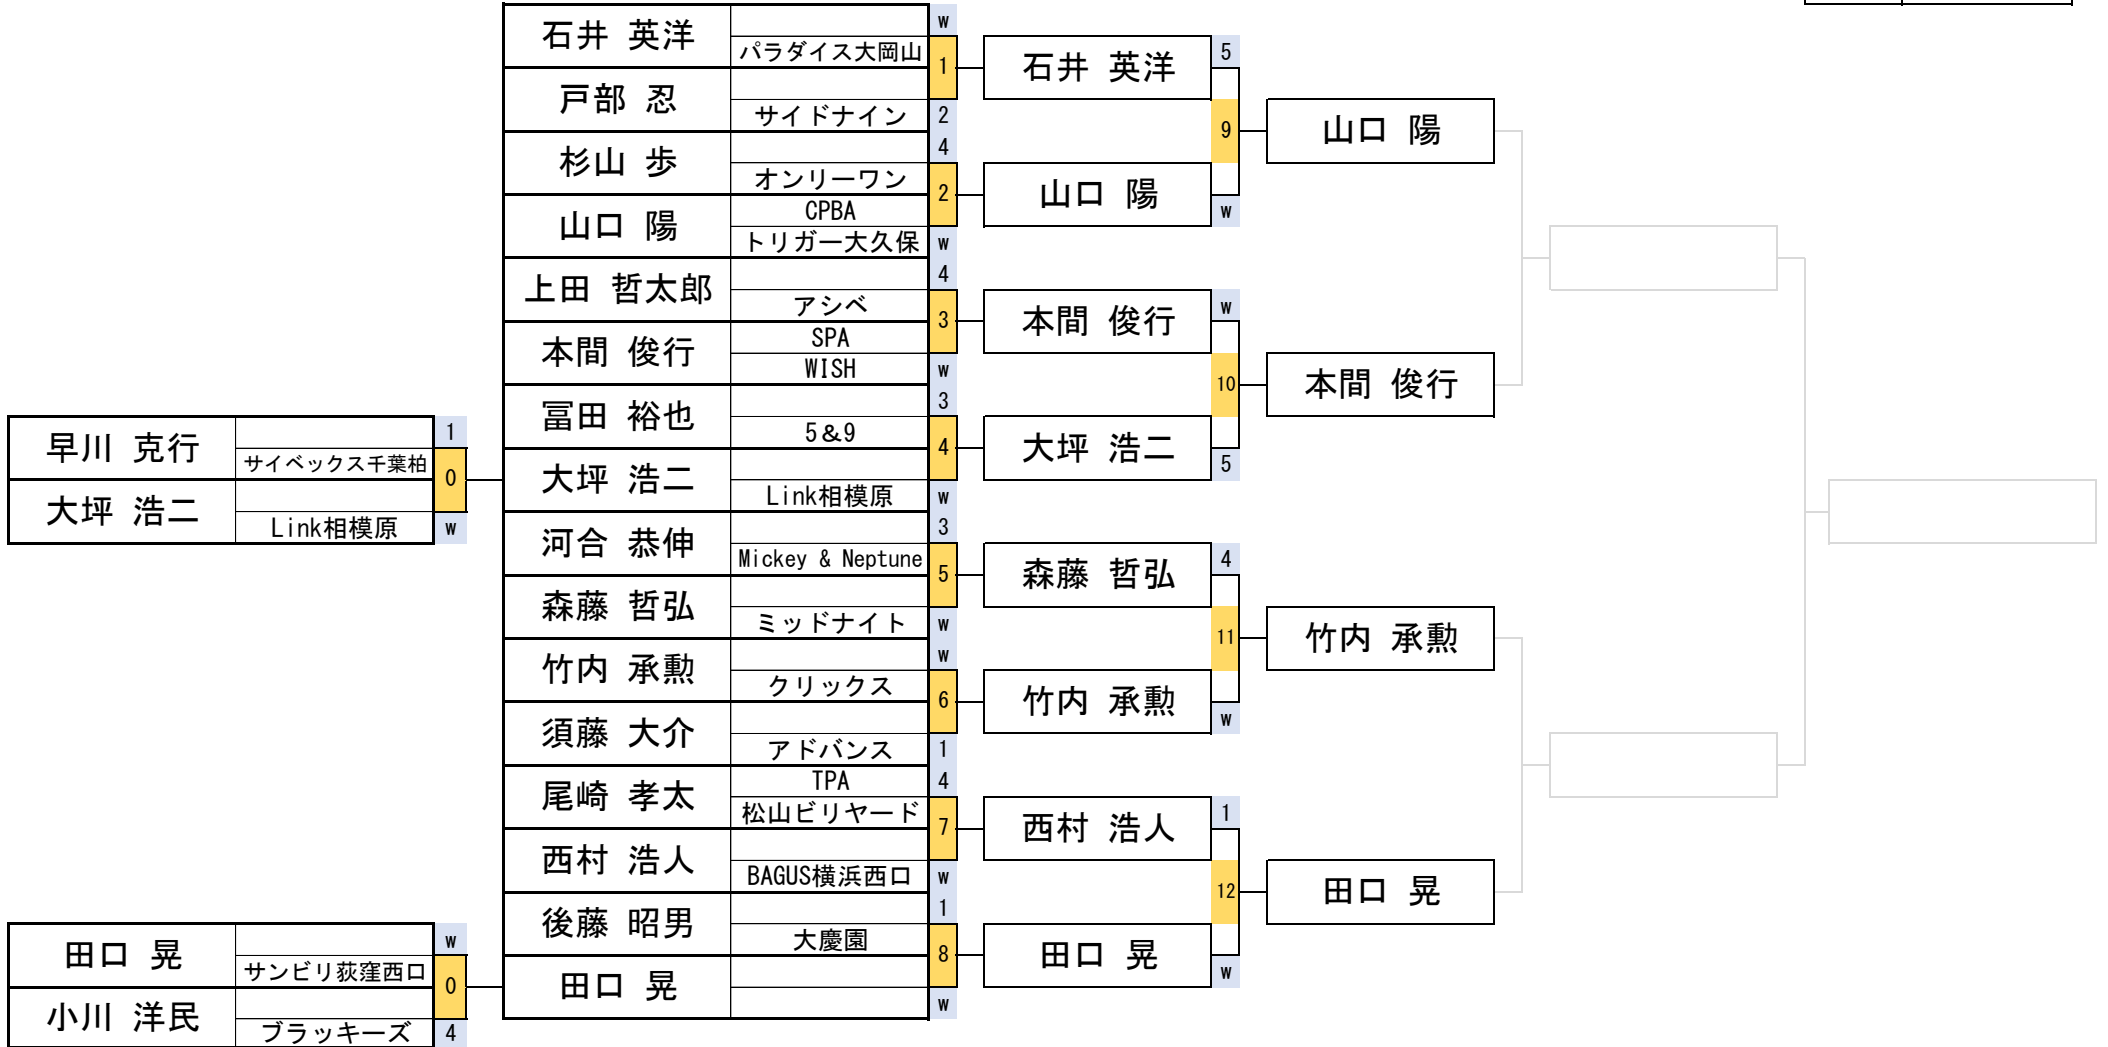 早川 克行
1
サイベックス千葉柏
0
大坪 浩二
Link相模原
w
田口 晃
w
サンビリ荻窪西口
0
小川 洋民
ブラッキーズ
4
石井 英洋
w
パラダイス大岡山
1
戸部 忍
サイドナイン
2
杉山 歩
4
オンリーワン
2
山口 陽
CPBA
トリガー大久保
w
上田 哲太郎
4
アシベ
3
本間 俊行
SPA
WISH
w
冨田 裕也
3
5&9
4
大坪 浩二
Link相模原
w
河合 恭伸
3
Mickey & Neptune
5
森藤 哲弘
ミッドナイト
w
竹内 承勲
w
クリックス
6
須藤 大介
アドバンス
1
尾崎 孝太
TPA
4
松山ビリヤード
7
西村 浩人
BAGUS横浜西口
w
後藤 昭男
1
大慶園
8
田口 晃
w
石井 英洋
5
9
山口 陽
w
本間 俊行
w
10
大坪 浩二
5
森藤 哲弘
4
11
竹内 承勲
w
西村 浩人
1
12
田口 晃
w
山口 陽
本間 俊行
竹内 承勲
田口 晃